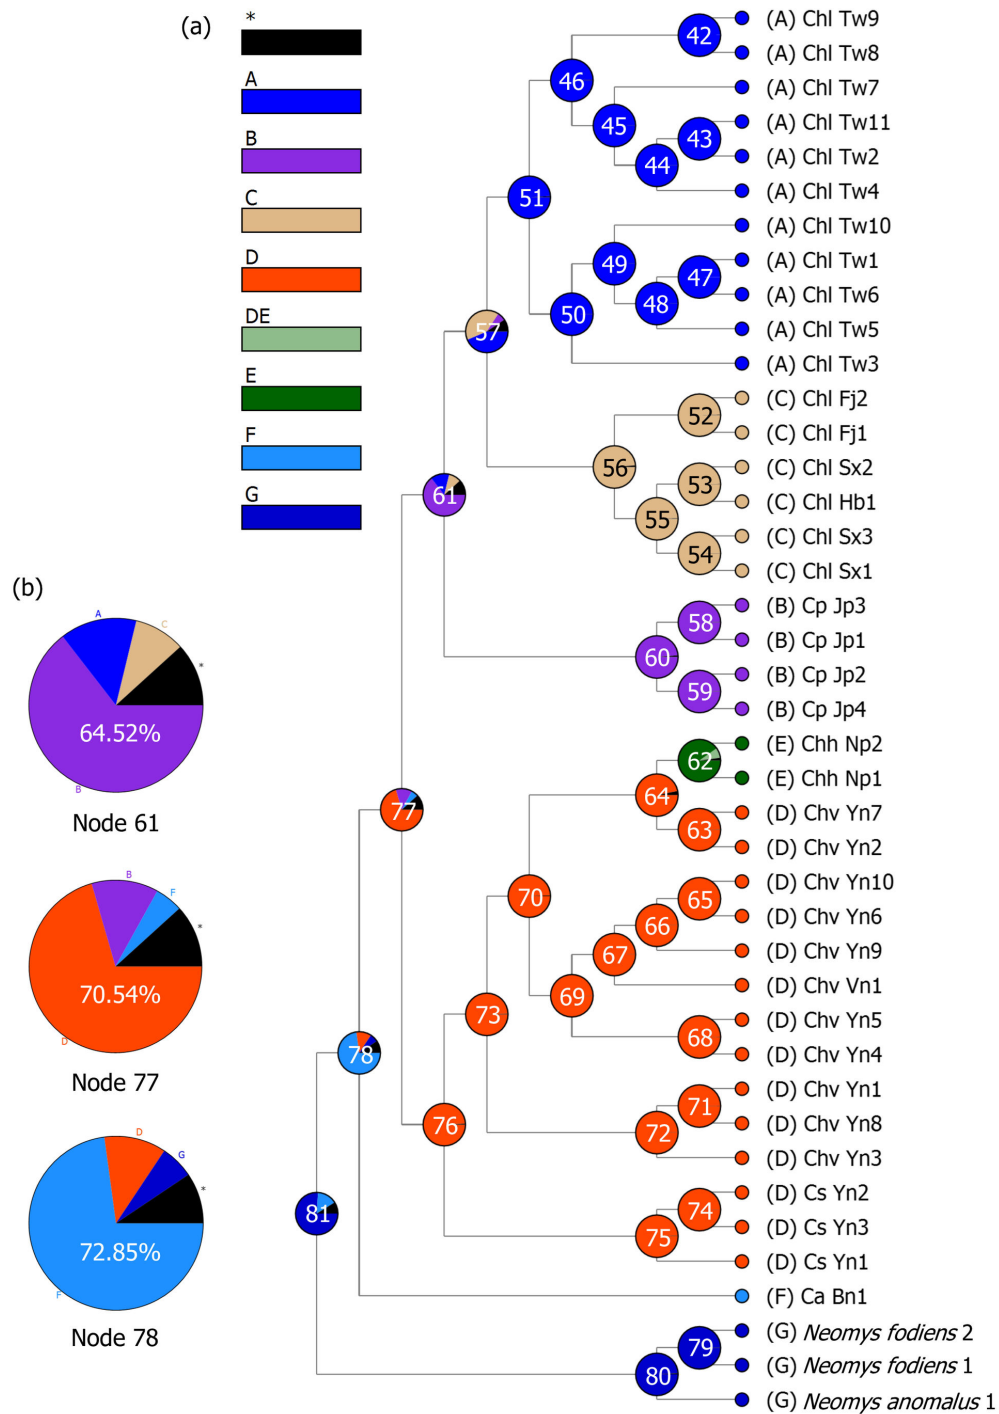 (a)
*
A
B
C
D
DE
E
F
G
(b)
A
C
*
64.52%
B
Node 61
B
F
*
70.54%
D
Node 77
D
G
*
72.85%
F
Node 78
42
46
45
43
44
51
49
47
48
50
57
52
56
53
55
54
61
58
60
59
62
64
63
77
70
65
66
67
69
68
73
78
71
72
76
74
75
81
79
80
(A) Chl Tw9
(A) Chl Tw8
(A) Chl Tw7
(A) Chl Tw11
(A) Chl Tw2
(A) Chl Tw4
(A) Chl Tw10
(A) Chl Tw1
(A) Chl Tw6
(A) Chl Tw5
(A) Chl Tw3
(C) Chl Fj2
(C) Chl Fj1
(C) Chl Sx2
(C) Chl Hb1
(C) Chl Sx3
(C) Chl Sx1
(B) Cp Jp3
(B) Cp Jp1
(B) Cp Jp2
(B) Cp Jp4
(E) Chh Np2
(E) Chh Np1
(D) Chv Yn7
(D) Chv Yn2
(D) Chv Yn10
(D) Chv Yn6
(D) Chv Yn9
(D) Chv Vn1
(D) Chv Yn5
(D) Chv Yn4
(D) Chv Yn1
(D) Chv Yn8
(D) Chv Yn3
(D) Cs Yn2
(D) Cs Yn3
(D) Cs Yn1
(F) Ca Bn1
(G) Neomys fodiens 2
(G) Neomys fodiens 1
(G) Neomys anomalus 1